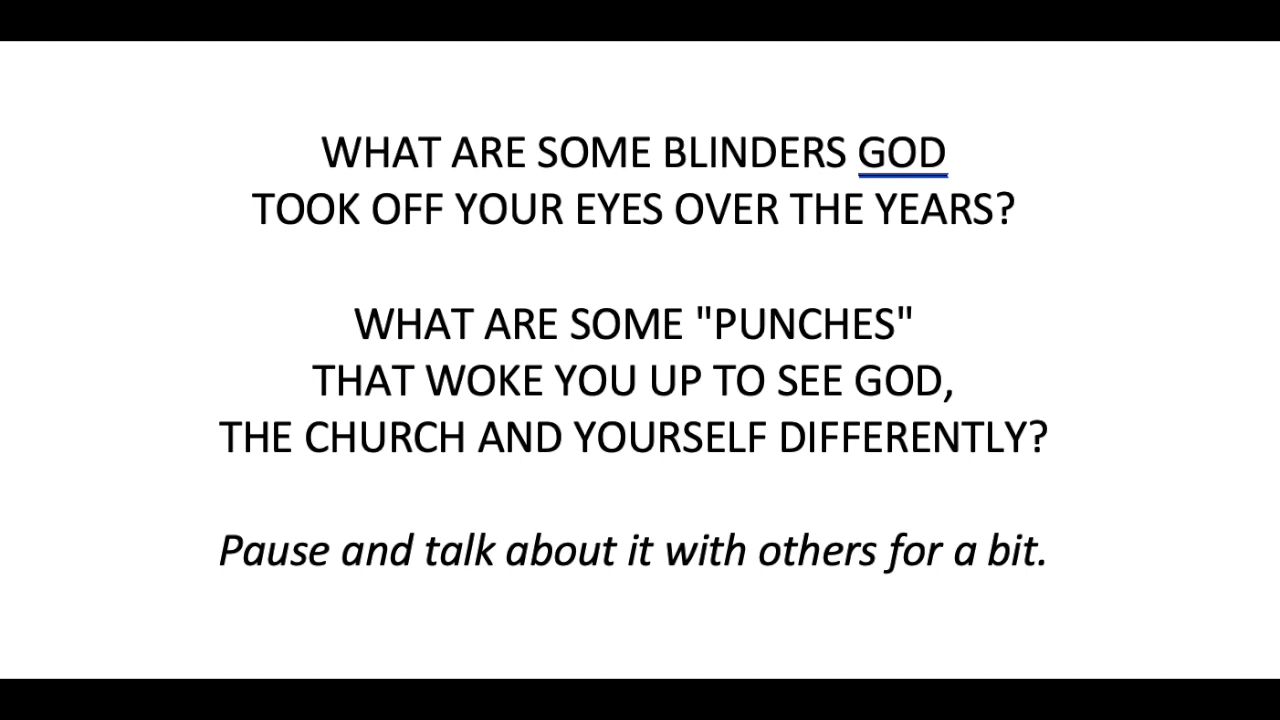 WHAT ARE SOME BLINDERS GOD
TOOK OFF YOUR EYES OVER THE YEARS?
WHAT ARE SOME "PUNCHES"
THAT WOKE YOU UP TO SEE GOD,
THE CHURCH AND YOURSELF DIFFERENTLY?
Pause and talk about it with others for a bit.